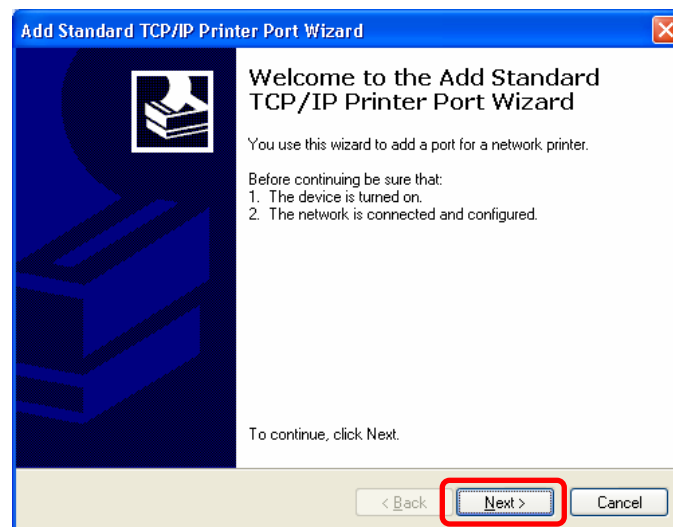 Add Standard TCP/IP Printer Port Wizard
Welcome to the Add Standard
TCP/IP Printer Port Wizard
You use this wizard to add a port for a network printer.
Before continuing be sure that:
1. The device is turned on.
2. The network is connected and configured.
To continue, click Next.
< Back
Next >
Cancel